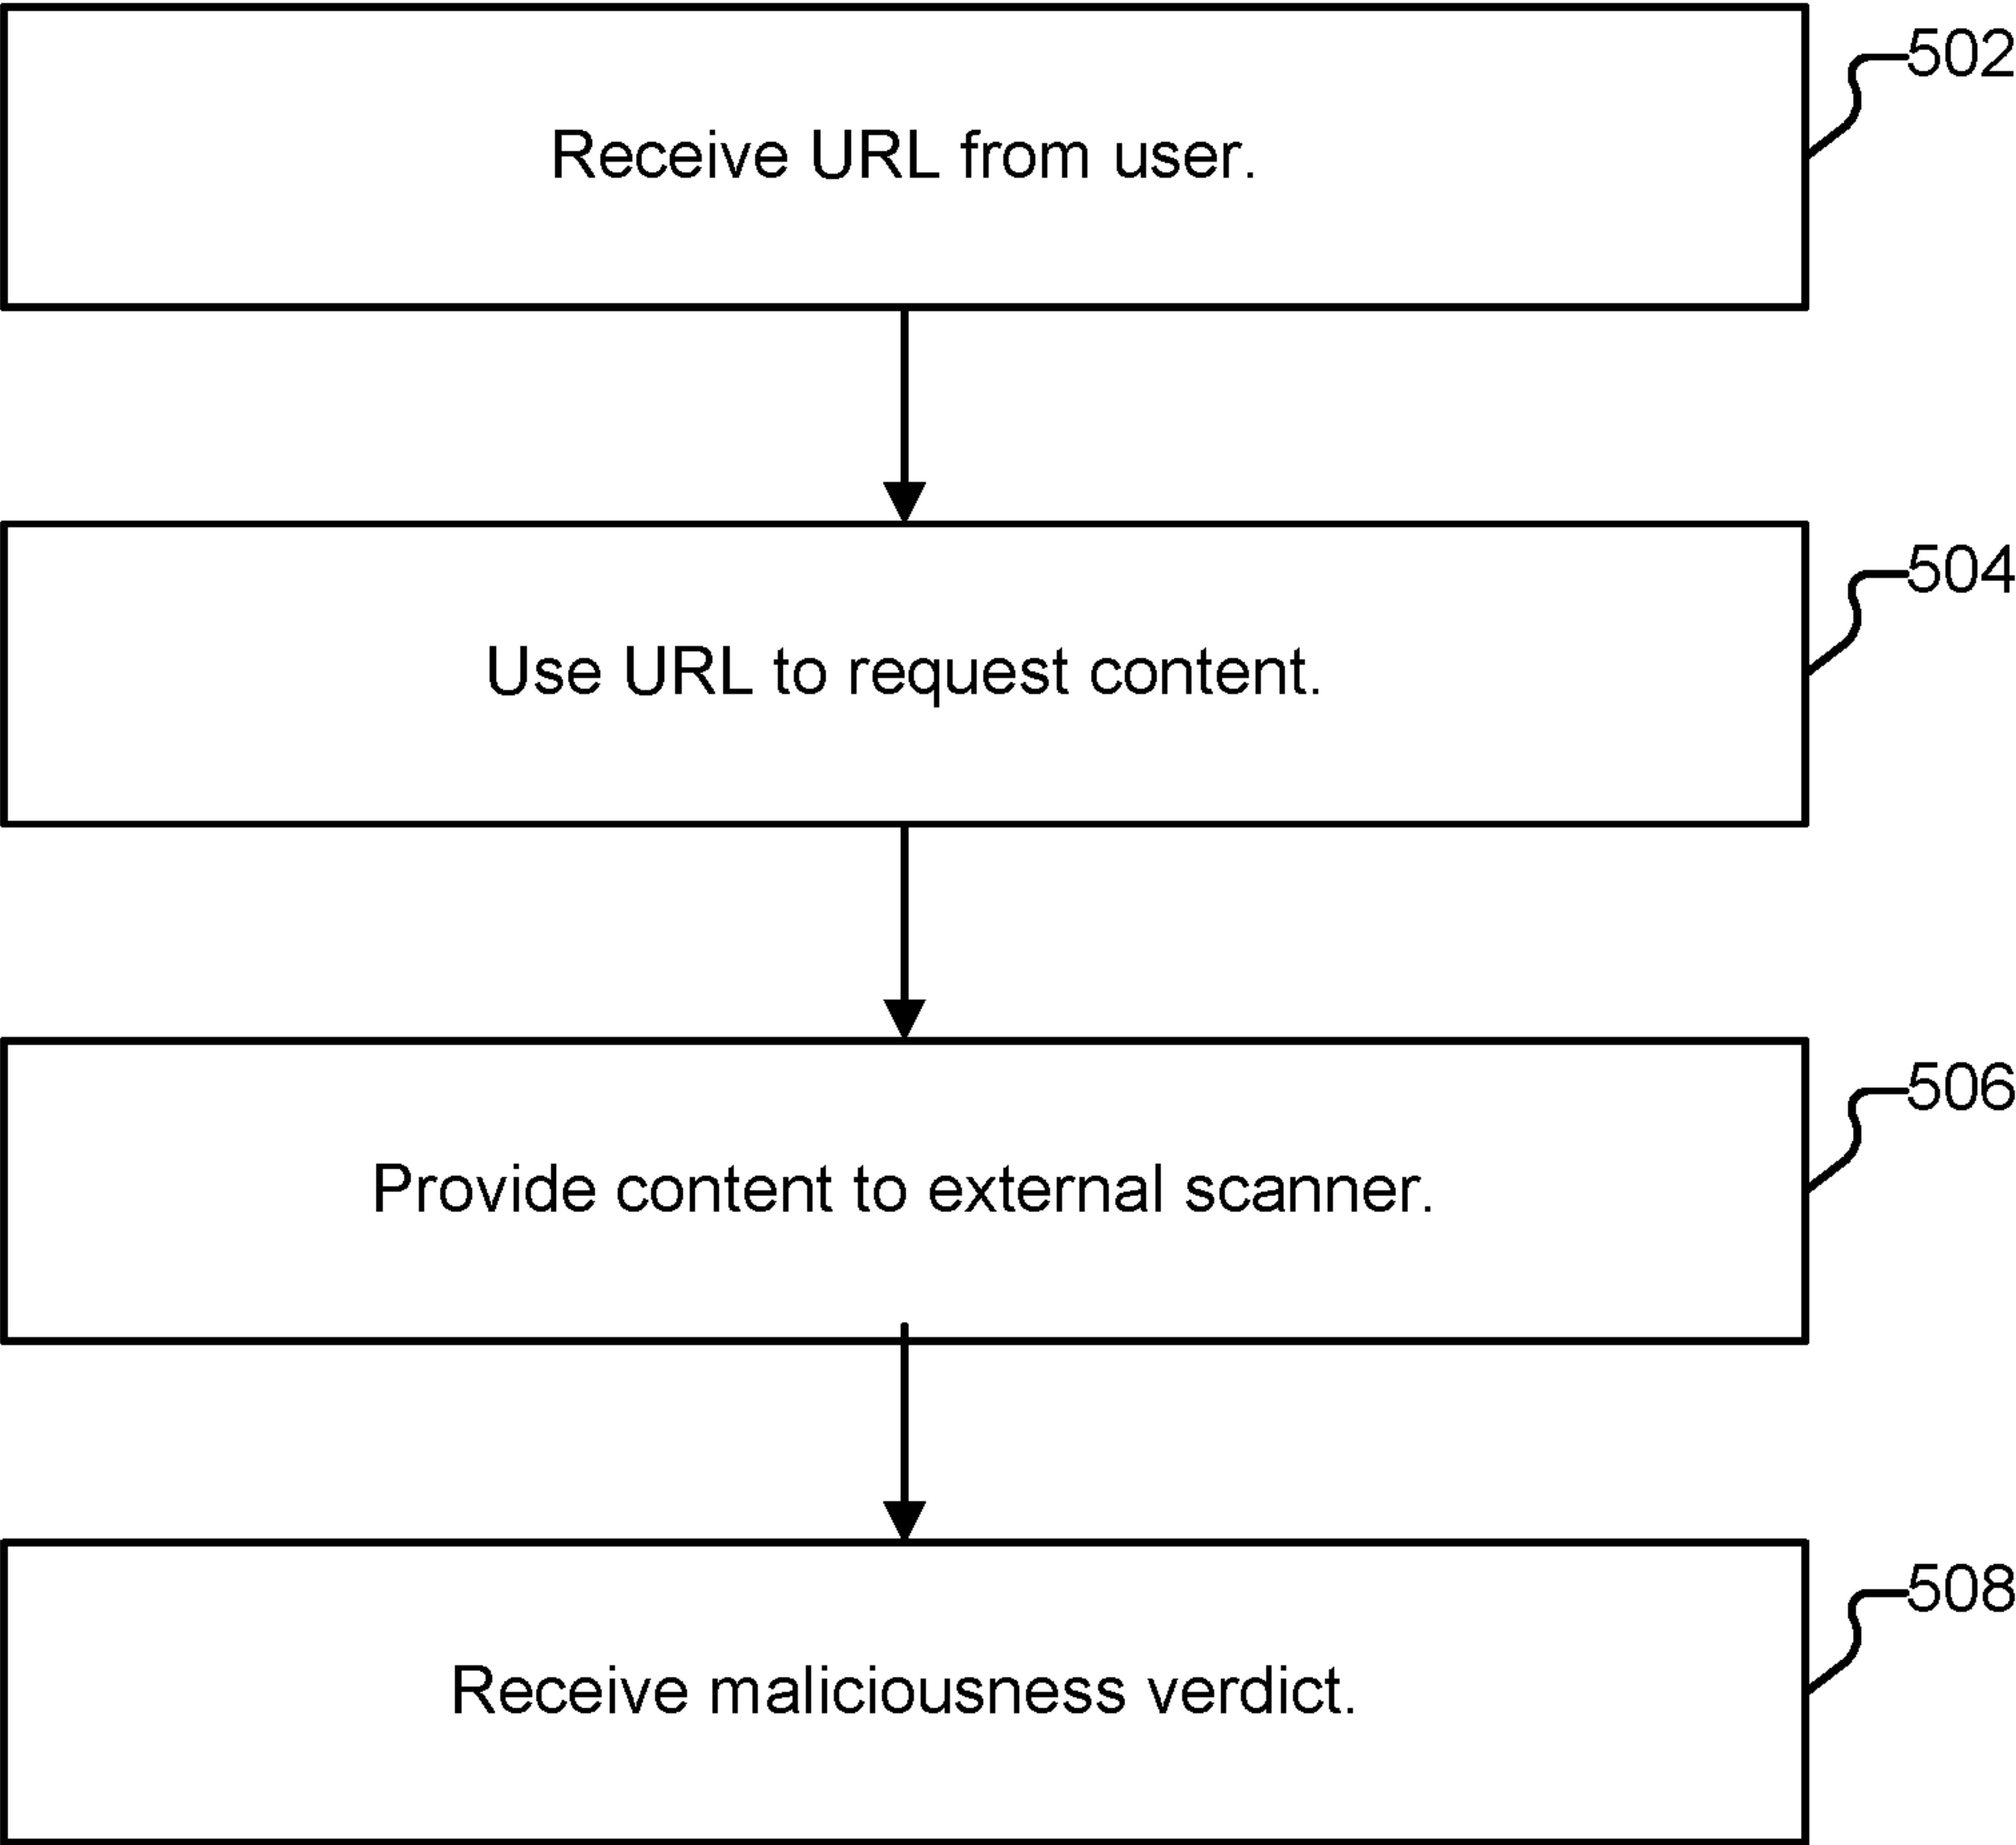 502
Receive URL from user.
504
Use URL to request content.
506
Provide content to external scanner.
508
Receive maliciousness verdict.